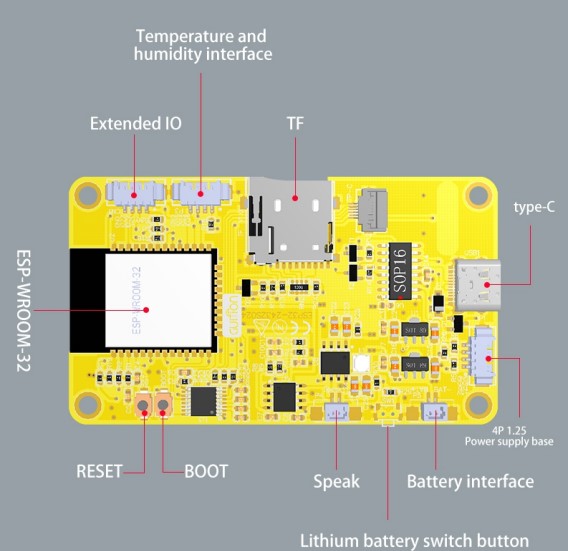 Temperature and
humidity interface
Extended IO
TF
type-C
SOP16
ESP-WROOM-32
ESP-WROOM-32
4P 1.25
Power supply base
RESET
BOOT
Speak
Battery interface
Lithium battery switch button